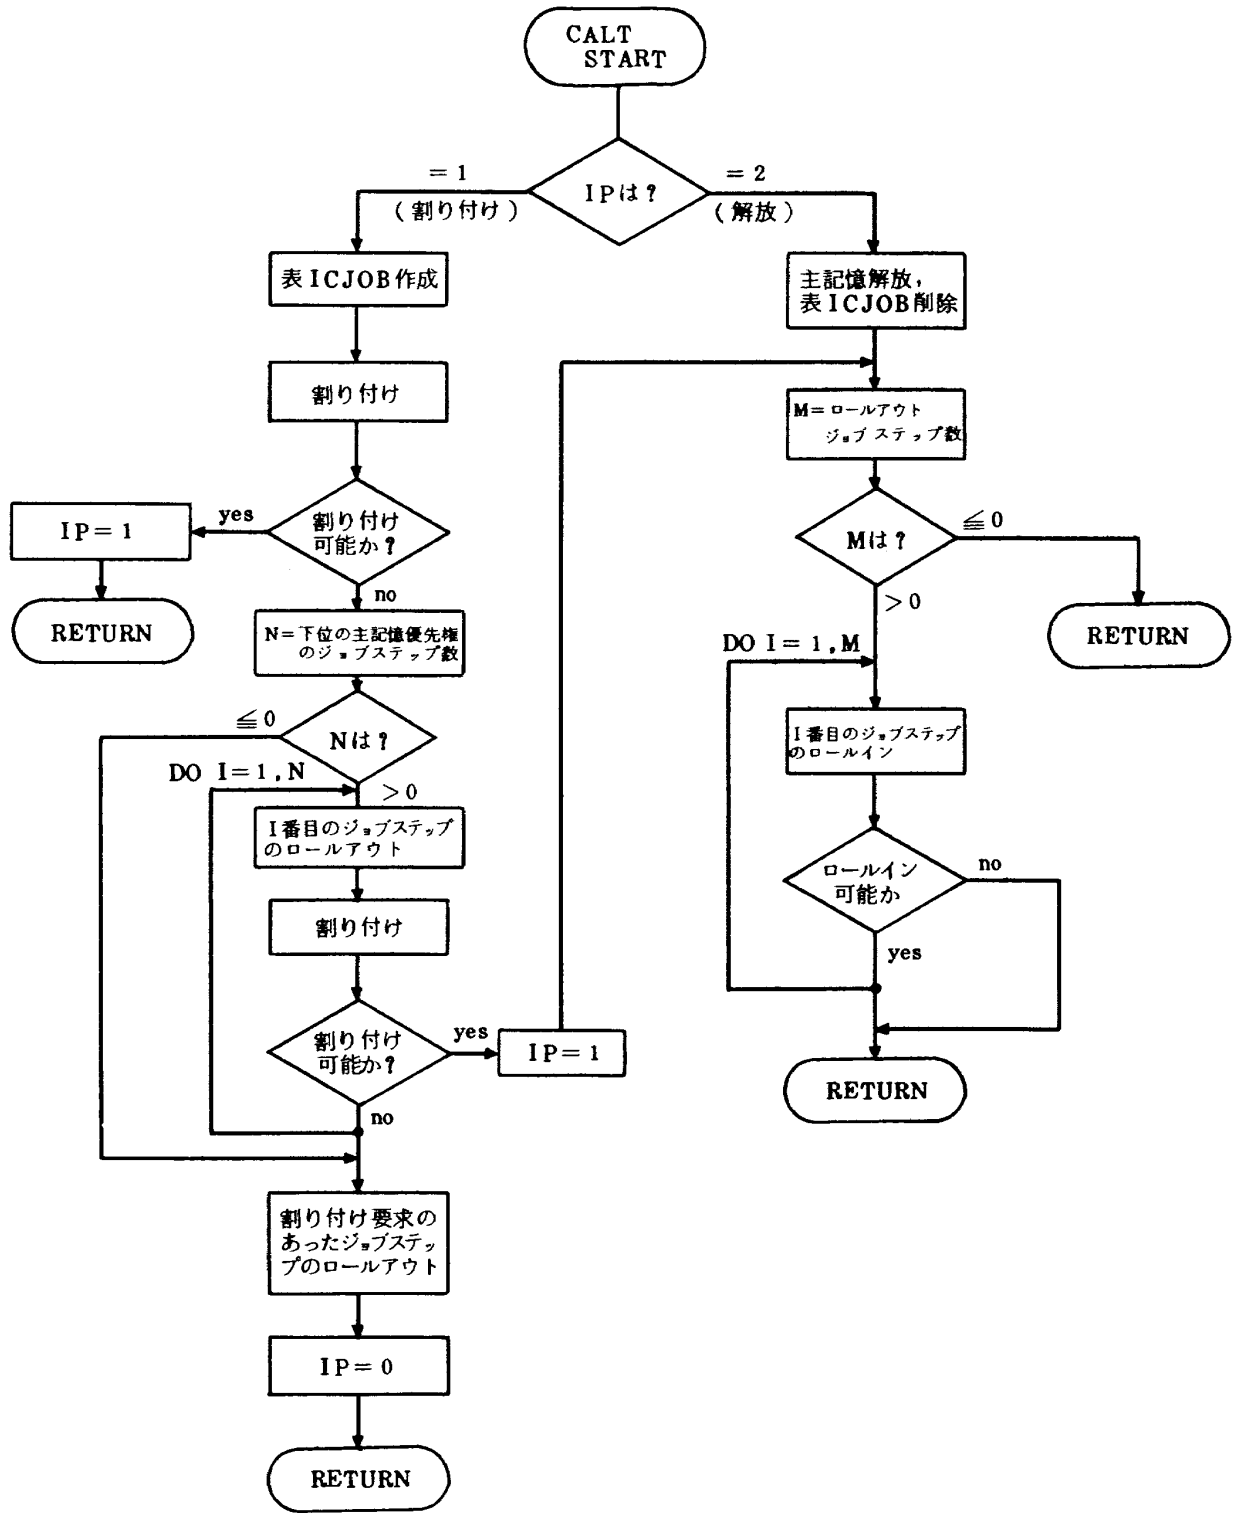 CALT
START
IPは?
=1
(割り付け)
=2
(解放)
表ICJOB作成
割り付け
割り付け
可能か?
yes
IP=1
RETURN
no
N=下位の主記憶優先権
のジョブステップ数
Nは?
≦0
DO I=1,N
>0
I番目のジョブステップ
のロールアウト
割り付け
割り付け
可能か?
yes
IP=1
no
割り付け要求の
あったジョブステッ
プのロールアウト
IP=0
RETURN
主記憶解放,
表ICJOB削除
M=ロールアウト
ジョブステップ数
Mは?
≦0
RETURN
>0
DO I=1,M
I番目のジョブステップ
のロールイン
ロールイン
可能か
no
yes
RETURN